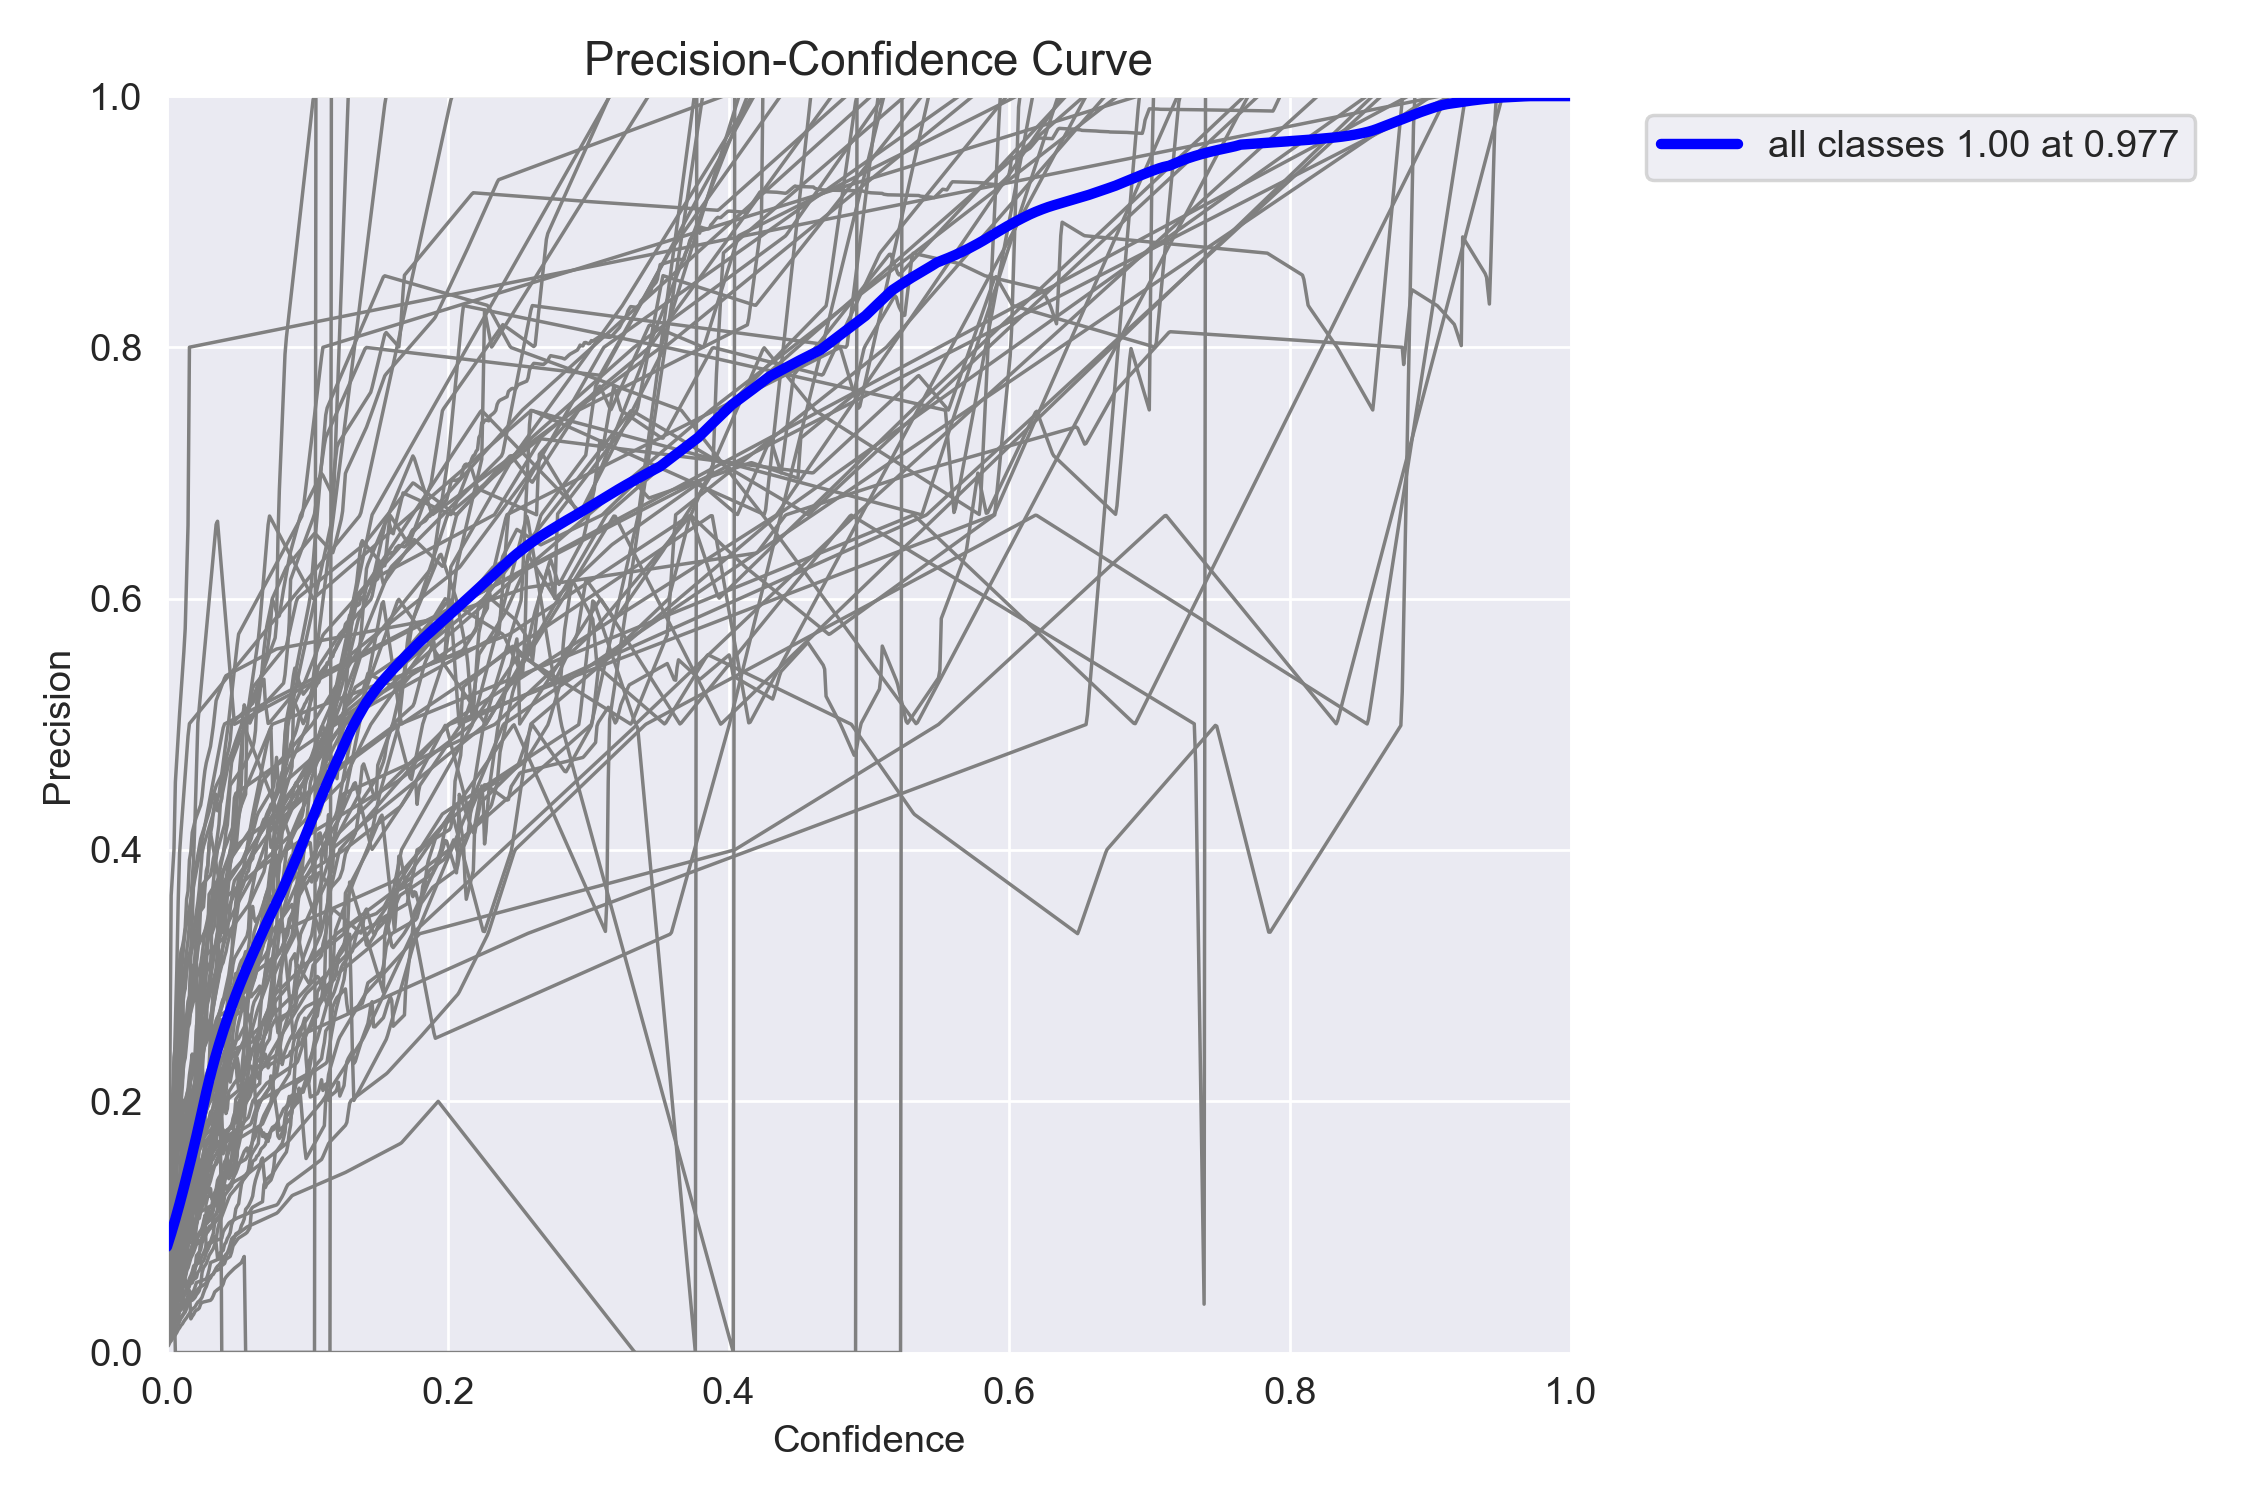 Precision-Confidence Curve
all classes 1.00 at 0.977
Precision
1.0
0.8
0.6
0.4
0.2
0.0
0.0 0.2 0.4 0.6 0.8 1.0
Confidence